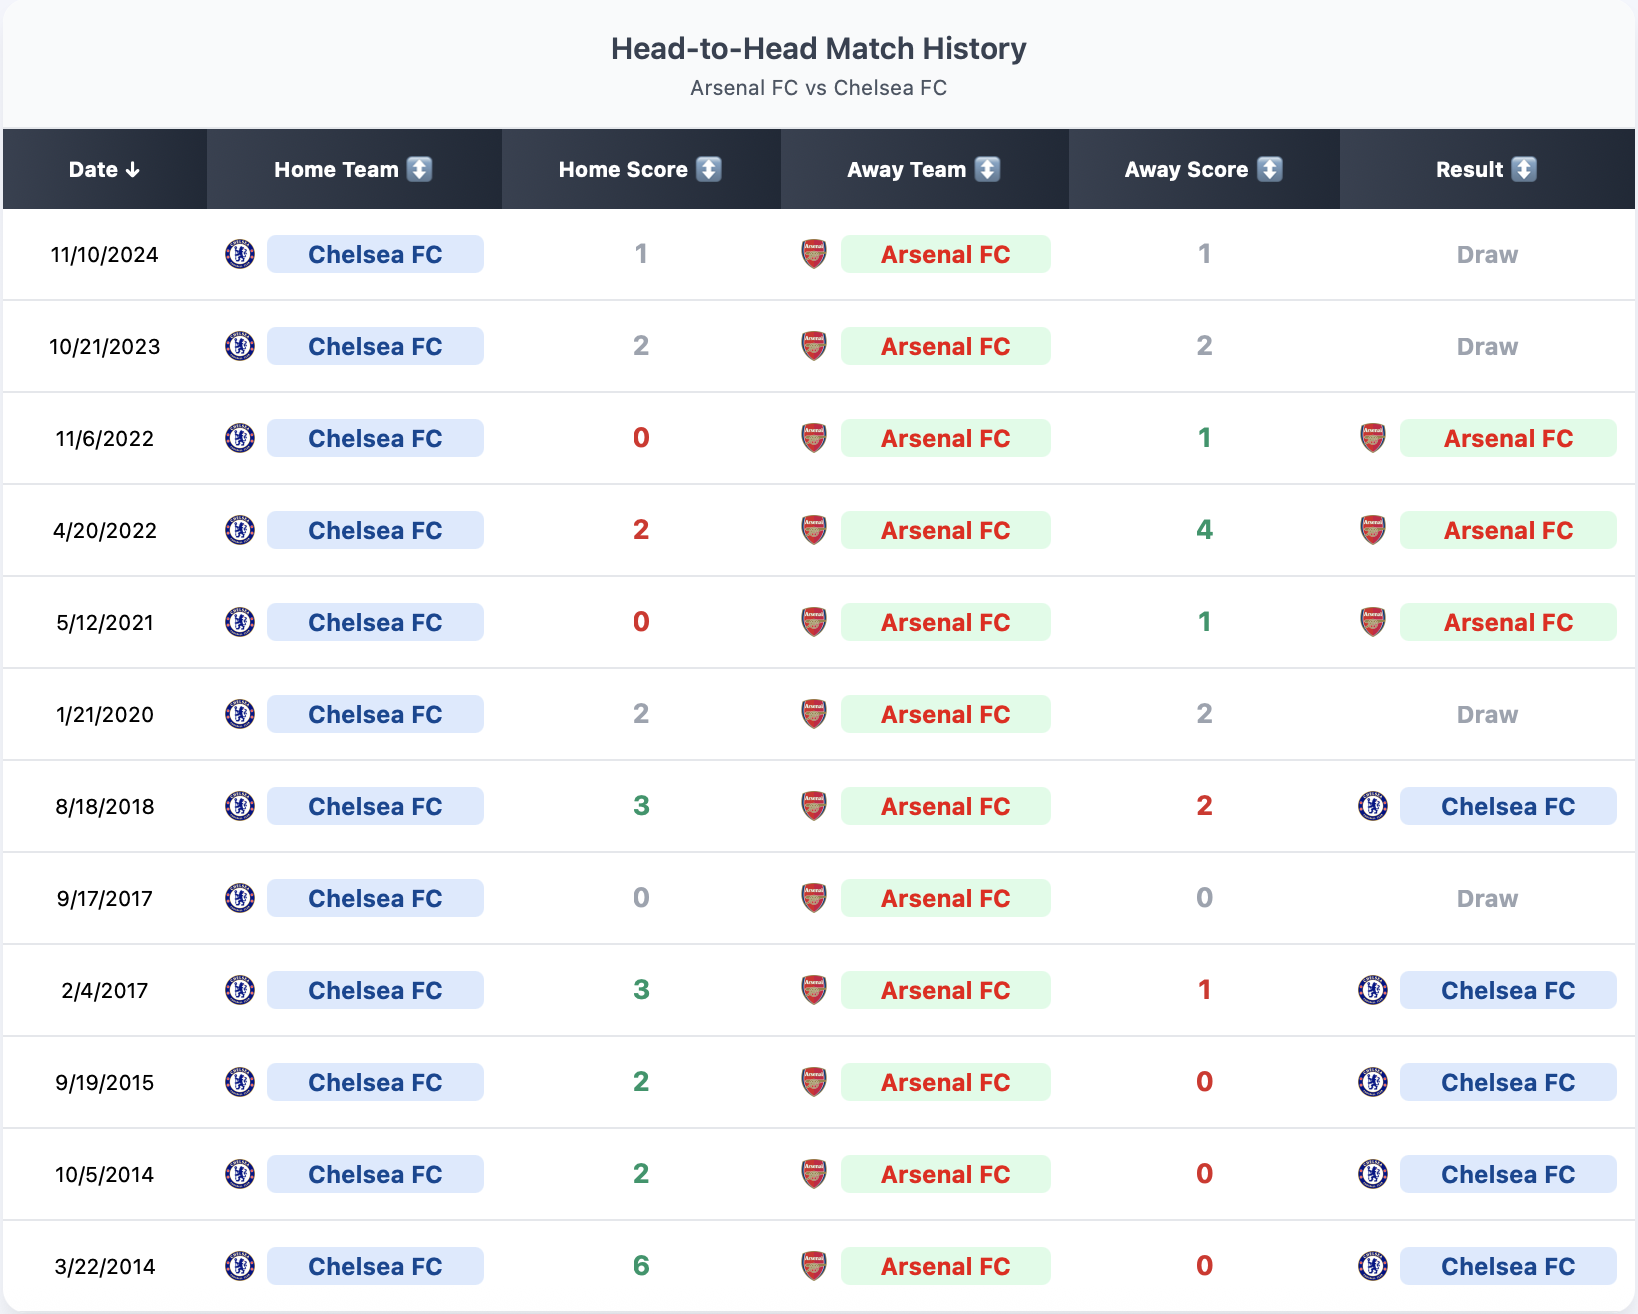 Head-to-Head Match History
Arsenal FC vs Chelsea FC
Date ↓ Home Team ↕ Home Score ↕ Away Team ↕ Away Score ↕ Result ↕
11/10/2024 Chelsea FC 1 Arsenal FC 1 Draw
10/21/2023 Chelsea FC 2 Arsenal FC 2 Draw
11/6/2022 Chelsea FC 0 Arsenal FC 1 Arsenal FC
4/20/2022 Chelsea FC 2 Arsenal FC 4 Arsenal FC
5/12/2021 Chelsea FC 0 Arsenal FC 1 Arsenal FC
1/21/2020 Chelsea FC 2 Arsenal FC 2 Draw
8/18/2018 Chelsea FC 3 Arsenal FC 2 Chelsea FC
9/17/2017 Chelsea FC 0 Arsenal FC 0 Draw
2/4/2017 Chelsea FC 3 Arsenal FC 1 Chelsea FC
9/19/2015 Chelsea FC 2 Arsenal FC 0 Chelsea FC
10/5/2014 Chelsea FC 2 Arsenal FC 0 Chelsea FC
3/22/2014 Chelsea FC 6 Arsenal FC 0 Chelsea FC